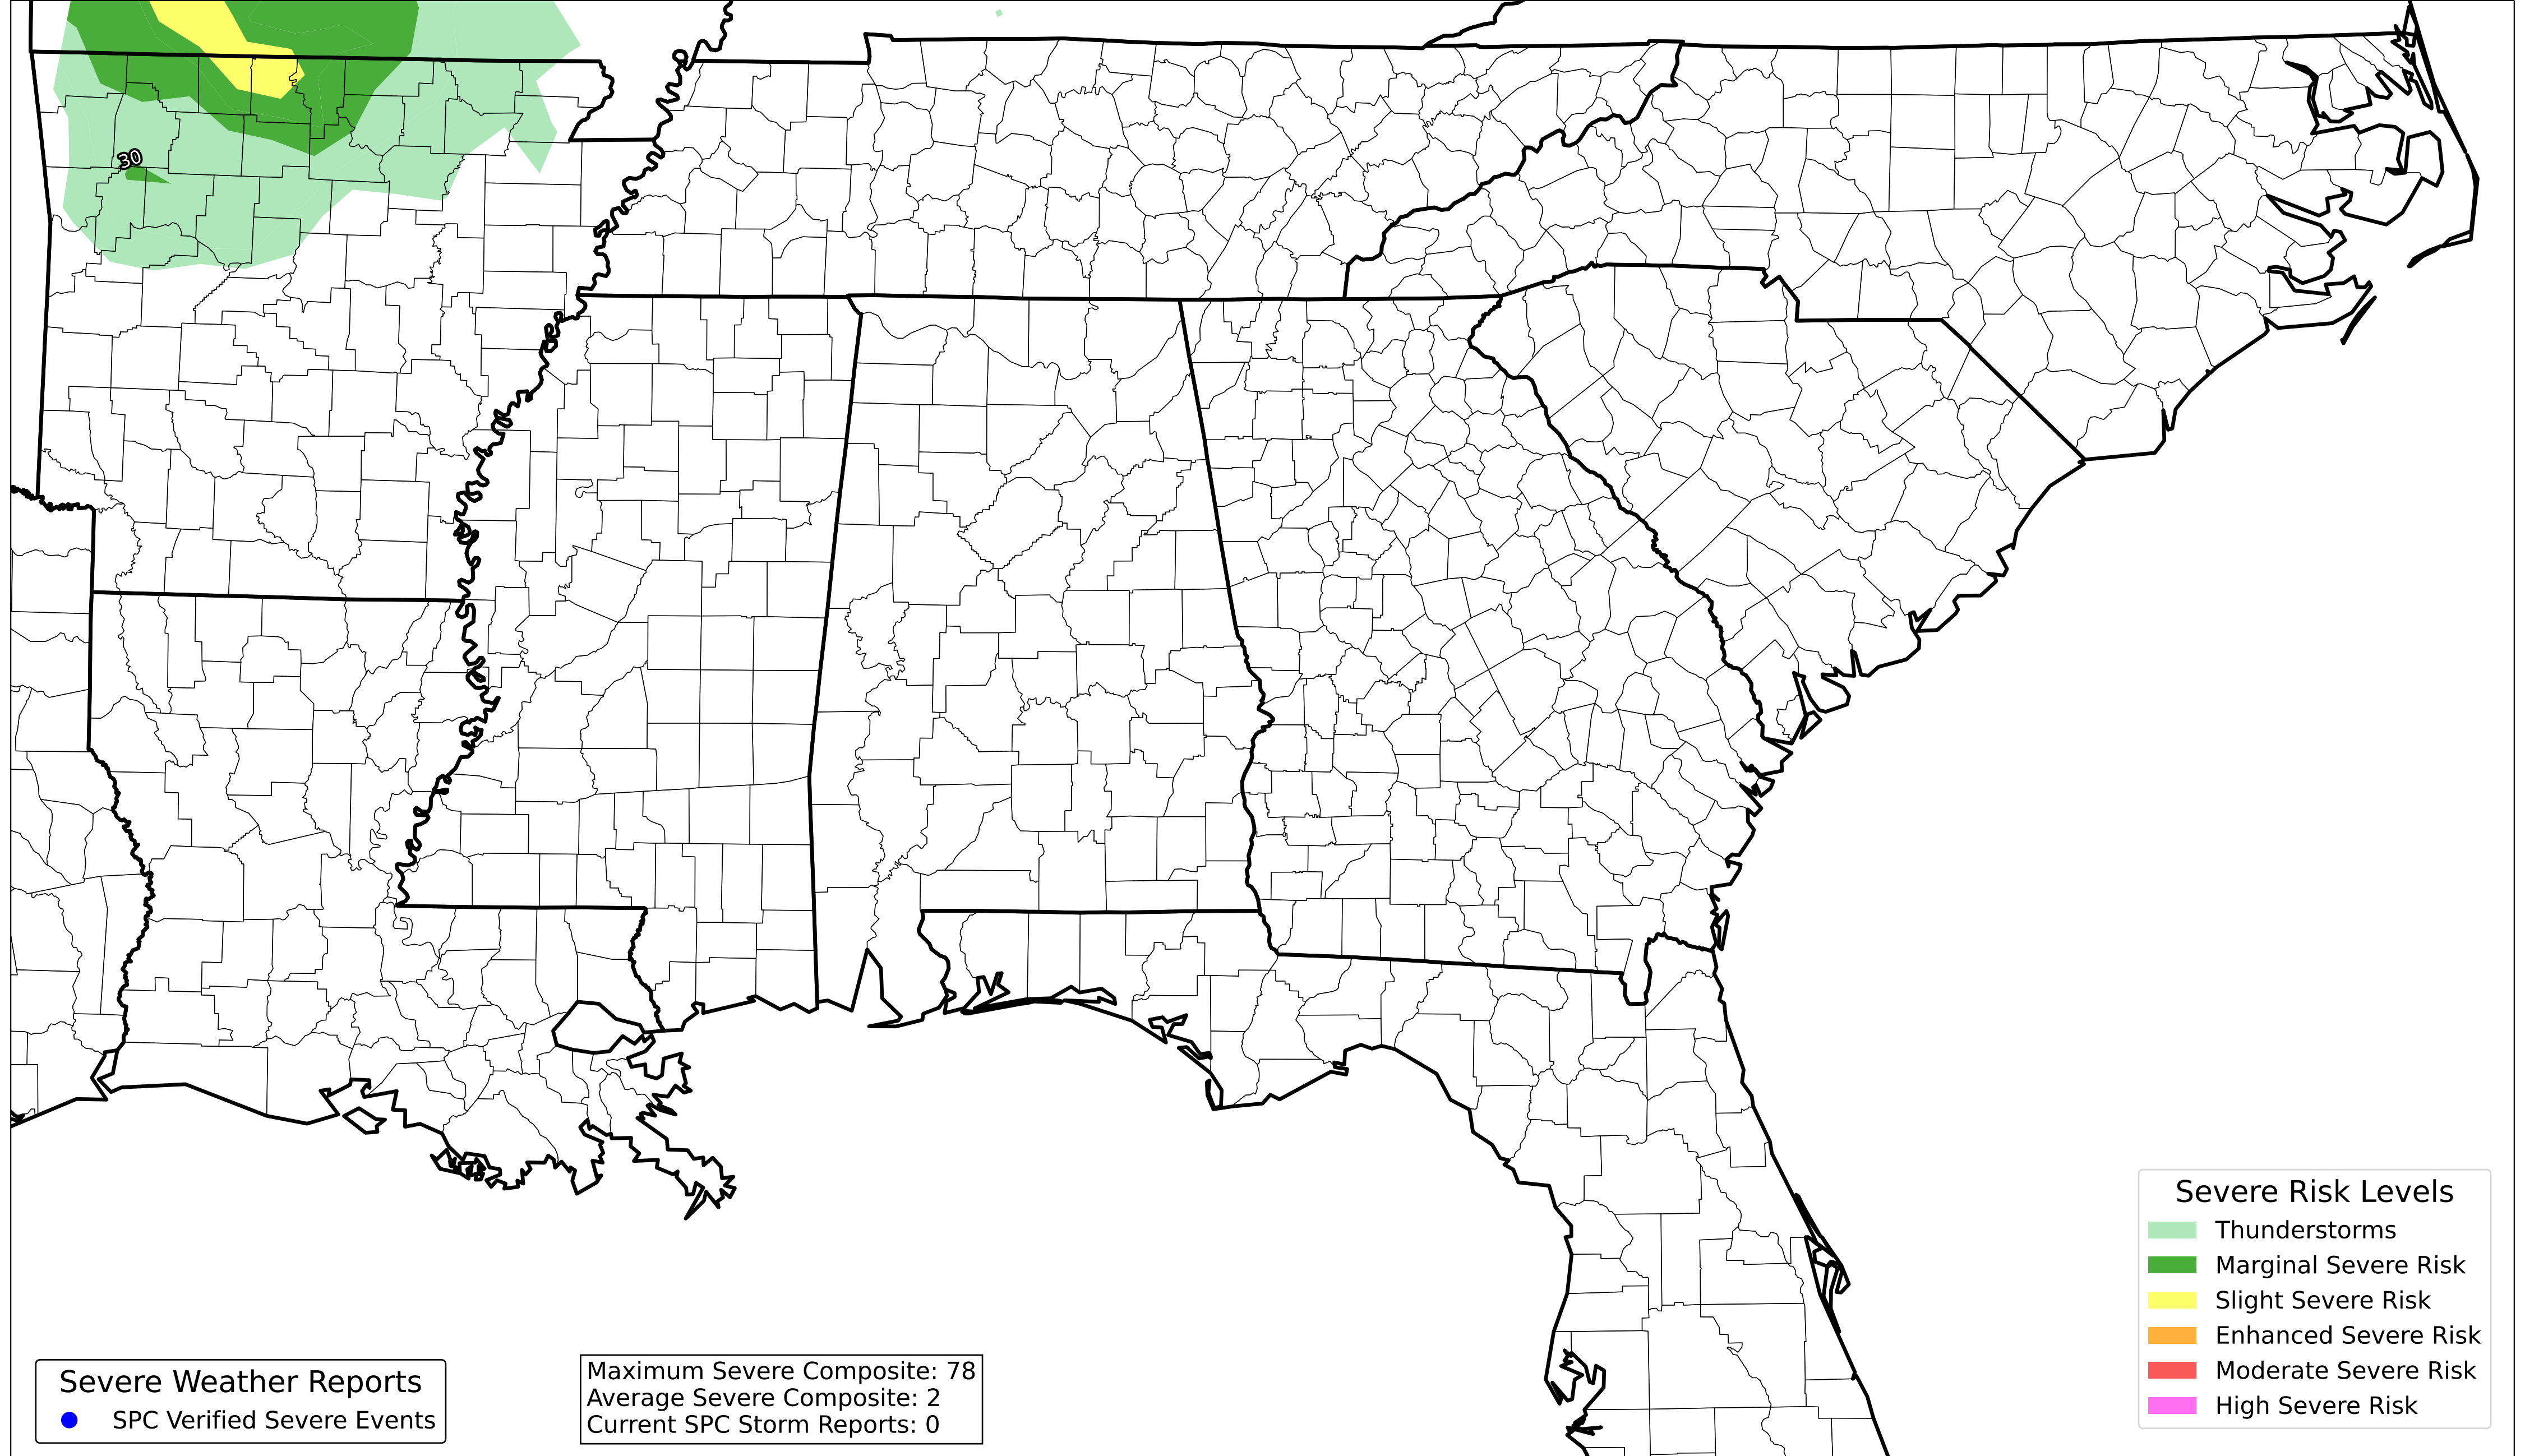 30
Severe Risk Levels
Thunderstorms
Marginal Severe Risk
Slight Severe Risk
Enhanced Severe Risk
Moderate Severe Risk
High Severe Risk
Severe Weather Reports
SPC Verified Severe Events
Maximum Severe Composite: 78
Average Severe Composite: 2
Current SPC Storm Reports: 0